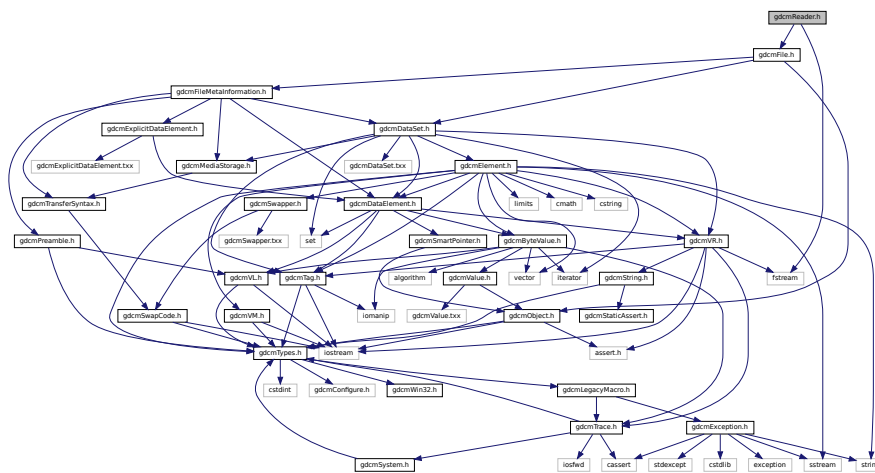 gdcmReader.h
gdcmFile.h
gdcmFileMetaInformation.h
gdcmExplicitDataElement.h
gdcmDataSet.h
gdcmExplicitDataElement.txx
gdcmMediaStorage.h
gdcmDataSet.txx
gdcmElement.h
gdcmTransferSyntax.h
gdcmSwapper.h
gdcmDataElement.h
limits
cmath
cstring
gdcmPreamble.h
gdcmSwapper.txx
set
gdcmSmartPointer.h
gdcmByteValue.h
gdcmVR.h
gdcmVL.h
gdcmTag.h
algorithm
gdcmValue.h
vector
iterator
gdcmString.h
fstream
gdcmSwapCode.h
gdcmVM.h
iomanip
gdcmValue.txx
gdcmObject.h
gdcmStaticAssert.h
gdcmTypes.h
iostream
assert.h
cstdint
gdcmConfigure.h
gdcmWin32.h
gdcmLegacyMacro.h
gdcmTrace.h
gdcmException.h
gdcmSystem.h
iosfwd
cassert
stdexcept
cstdlib
exception
sstream